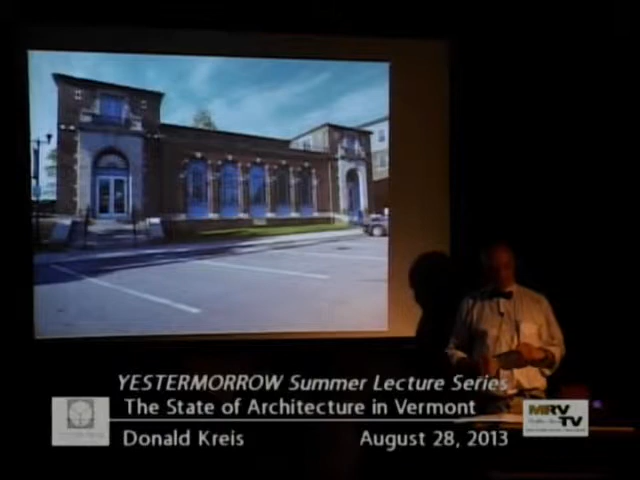 YESTERMORROW Summer Lecture Series
The State of Architecture in Vermont
Donald Kreis August 28, 2013
MRV
TV